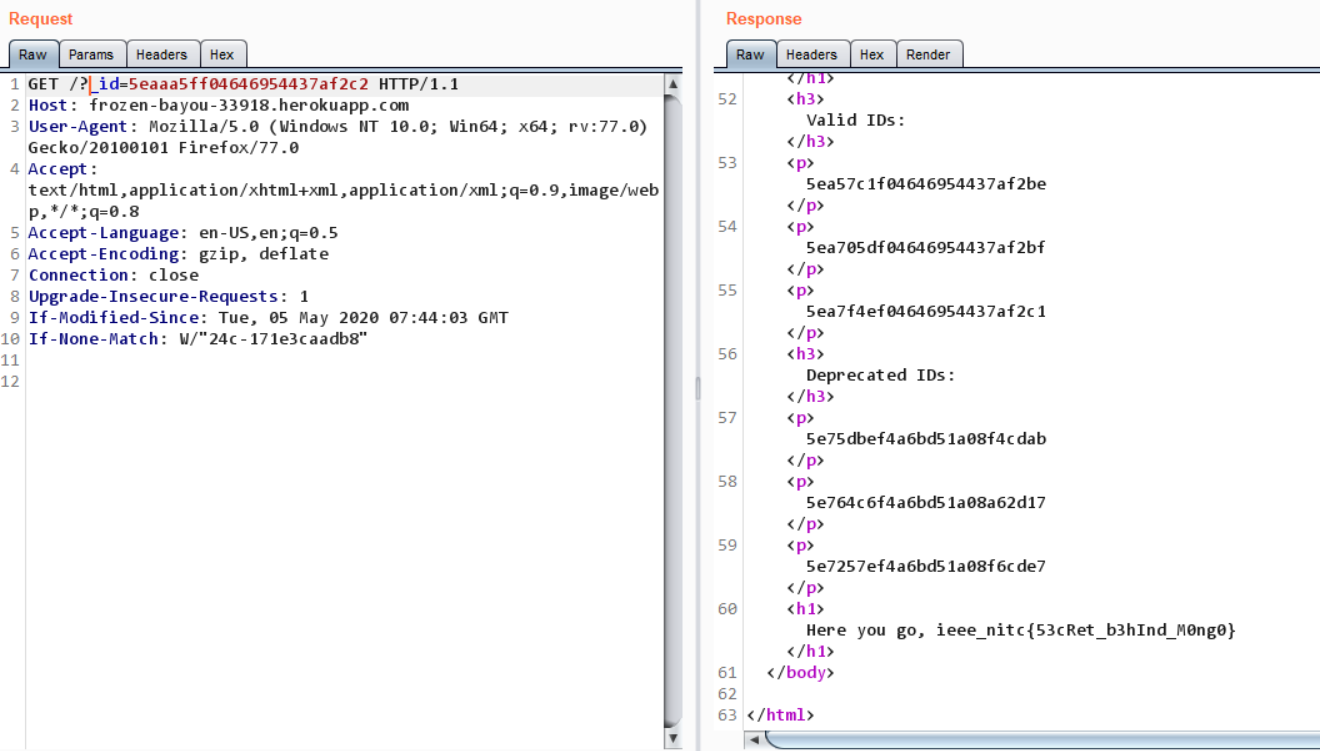 Request
Raw Params Headers Hex
1 GET /?_id=5eaaa5ff04646954437af2c2 HTTP/1.1
2 Host: frozen-bayou-33918.herokuapp.com
3 User-Agent: Mozilla/5.0 (Windows NT 10.0; Win64; x64; rv:77.0)
Gecko/20100101 Firefox/77.0
4 Accept:
text/html,application/xhtml+xml,application/xml;q=0.9,image/web
p,*/*;q=0.8
5 Accept-Language: en-US,en;q=0.5
6 Accept-Encoding: gzip, deflate
7 Connection: close
8 Upgrade-Insecure-Requests: 1
9 If-Modified-Since: Tue, 05 May 2020 07:44:03 GMT
10 If-None-Match: W/"24c-171e3caadb8"
11
12
Response
Raw Headers Hex Render
</h1>
52 <h3>
Valid IDs:
</h3>
53 <p>
5ea57c1f04646954437af2be
</p>
54 <p>
5ea705df04646954437af2bf
</p>
55 <p>
5ea7f4ef04646954437af2c1
</p>
56 <h3>
Deprecated IDs:
</h3>
57 <p>
5e75dbef4a6bd51a08f4cdab
</p>
58 <p>
5e764c6f4a6bd51a08a62d17
</p>
59 <p>
5e7257ef4a6bd51a08f6cde7
</p>
60 <h1>
Here you go, ieee_nitc{53cRet_b3hInd_M0ng0}
</h1>
61 </body>
62
63 </html>